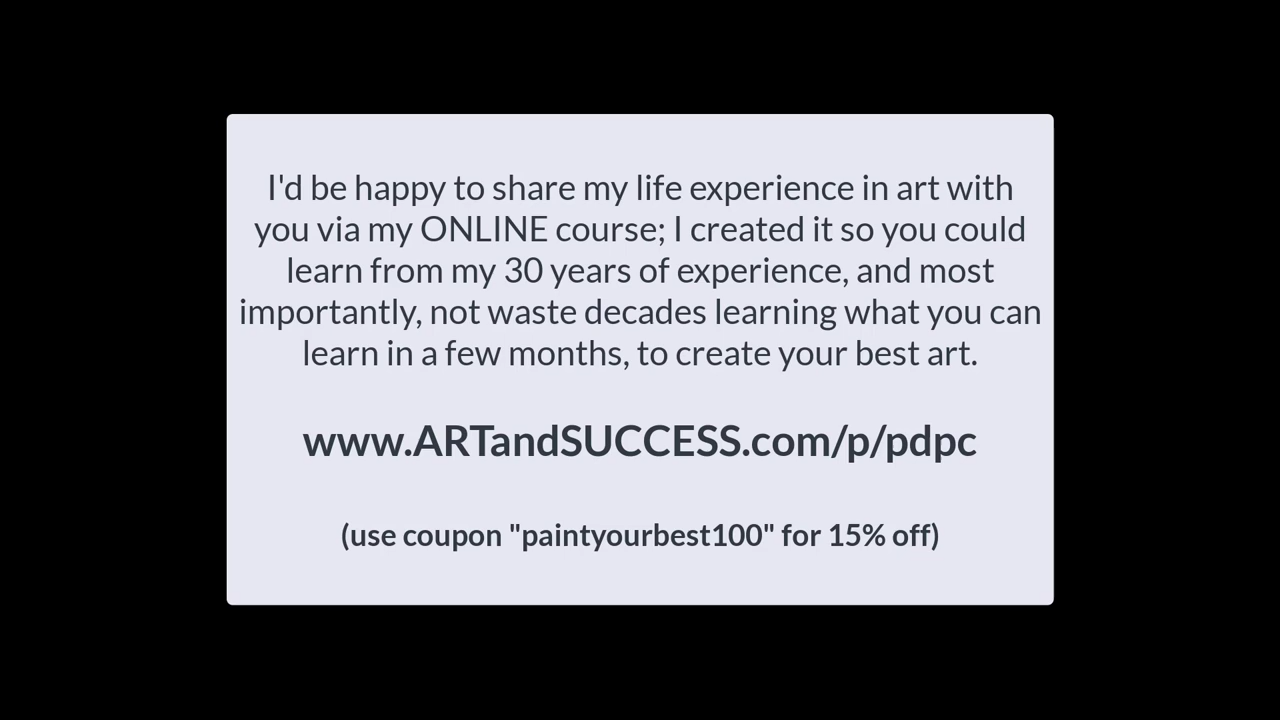 I'd be happy to share my life experience in art with
you via my ONLINE course; I created it so you could
learn from my 30 years of experience, and most
importantly, not waste decades learning what you can
learn in a few months, to create your best art.
www.ARTandSUCCESS.com/p/pdpc
(use coupon "paintyourbest100" for 15% off)